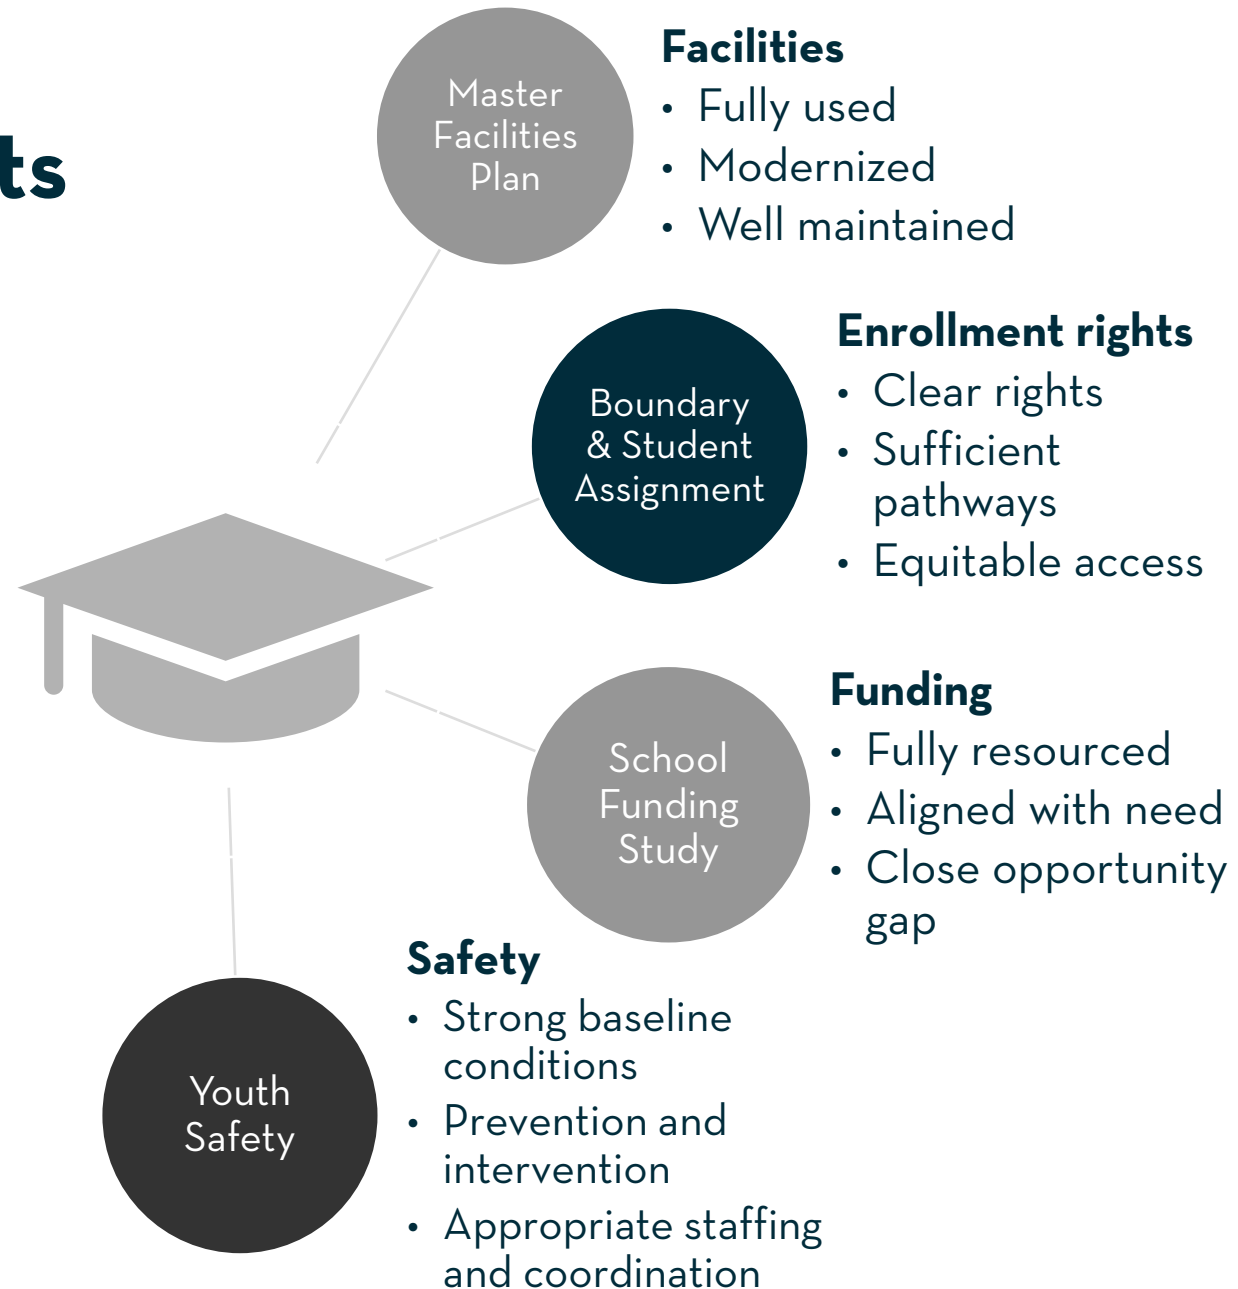 ts
Master
Facilities
Plan
Facilities
• Fully used
• Modernized
• Well maintained
Boundary
& Student
Assignment
Enrollment rights
• Clear rights
• Sufficient
pathways
• Equitable access
School
Funding
Study
Funding
• Fully resourced
• Aligned with need
• Close opportunity
gap
Youth
Safety
Safety
• Strong baseline
conditions
• Prevention and
intervention
• Appropriate staffing
and coordination